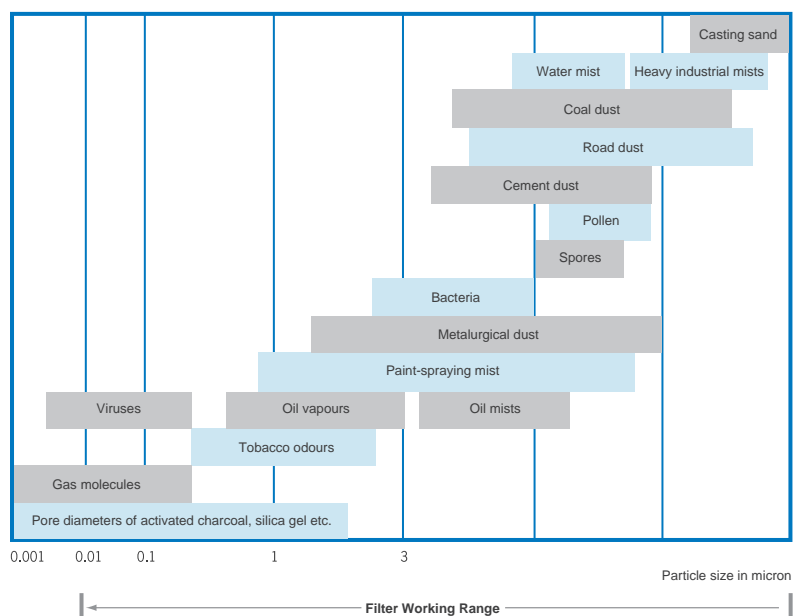 Casting sand
Water mist
Heavy industrial mists
Coal dust
Road dust
Cement dust
Pollen
Spores
Bacteria
Metalurgical dust
Paint-spraying mist
Viruses
Oil vapours
Oil mists
Tobacco odours
Gas molecules
Pore diameters of activated charcoal, silica gel etc.
0.001 0.01 0.1 1 3
Particle size in micron
Filter Working Range